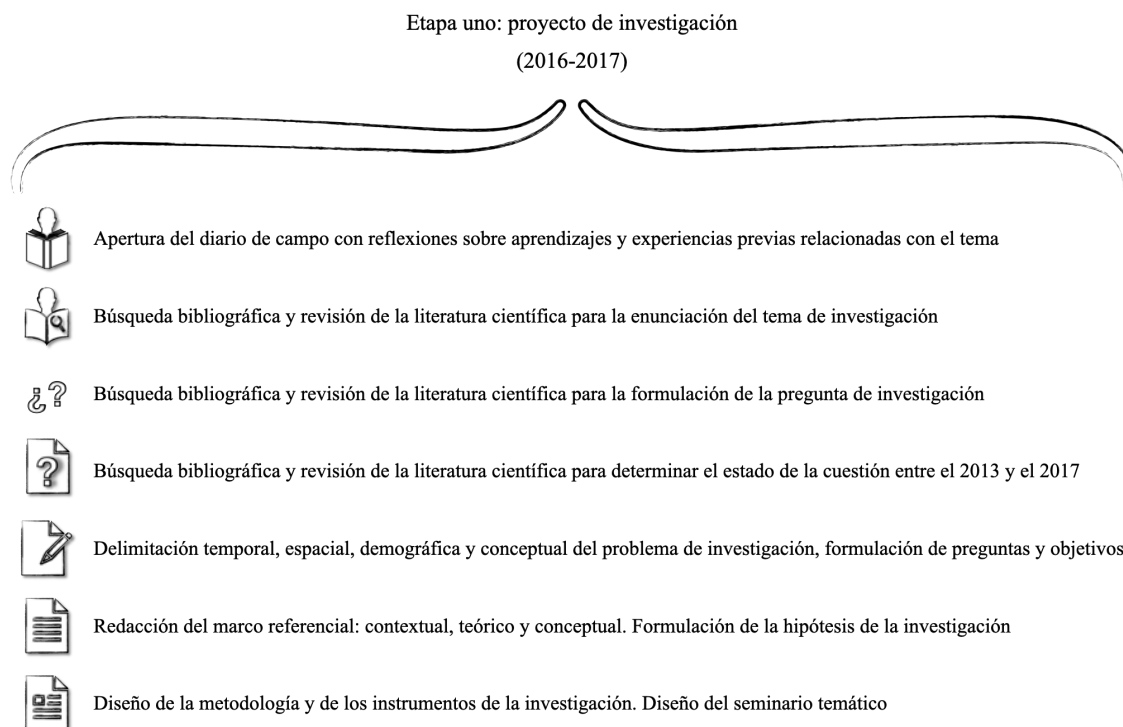 Etapa uno: proyecto de investigación
(2016-2017)
Apertura del diario de campo con reflexiones sobre aprendizajes y experiencias previas relacionadas con el tema
Búsqueda bibliográfica y revisión de la literatura científica para la enunciación del tema de investigación
¿?
Búsqueda bibliográfica y revisión de la literatura científica para la formulación de la pregunta de investigación
?
Búsqueda bibliográfica y revisión de la literatura científica para determinar el estado de la cuestión entre el 2013 y el 2017
Delimitación temporal, espacial, demográfica y conceptual del problema de investigación, formulación de preguntas y objetivos
Redacción del marco referencial: contextual, teórico y conceptual. Formulación de la hipótesis de la investigación
Diseño de la metodología y de los instrumentos de la investigación. Diseño del seminario temático